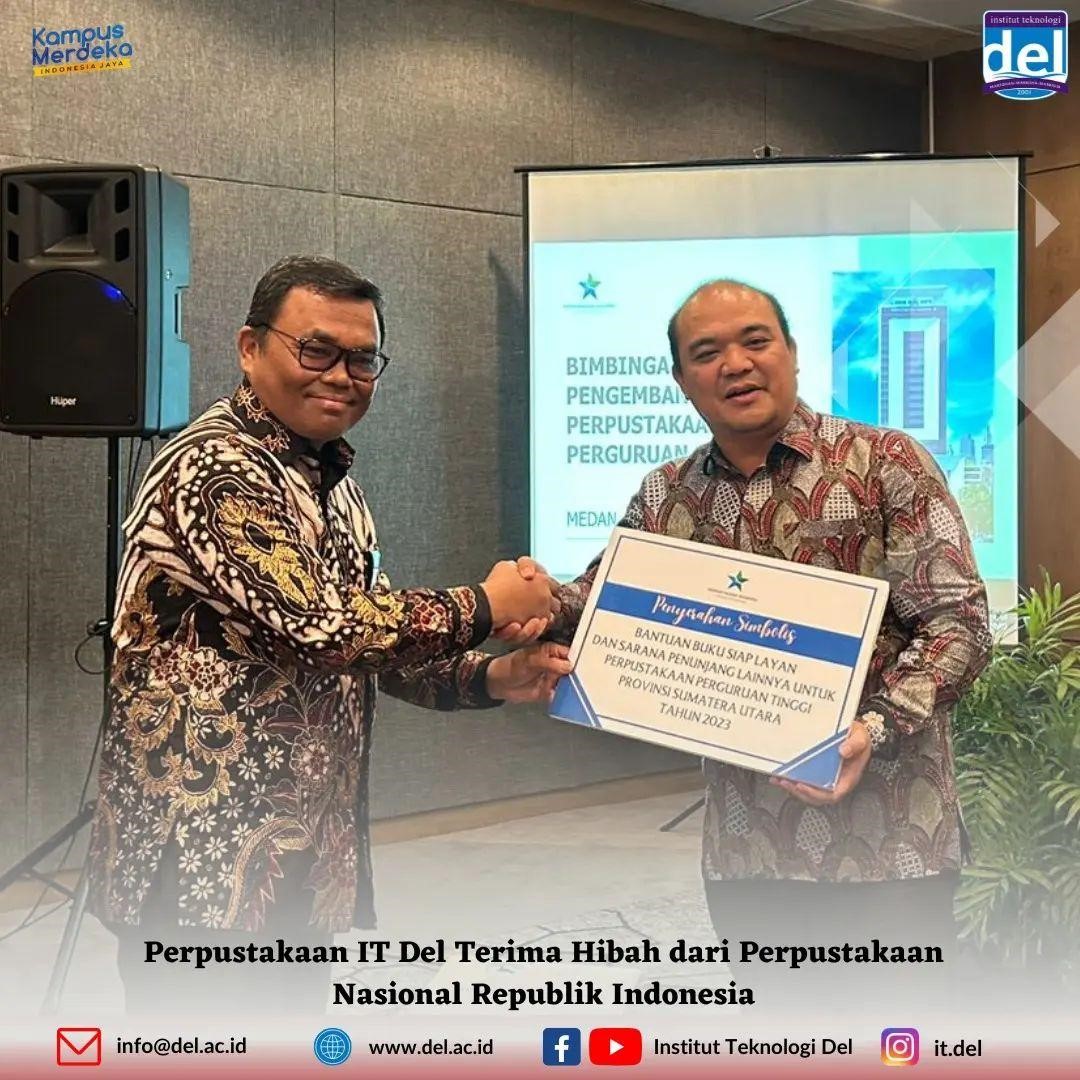 Kampus
Merdeka
INDONESIA JAYA
institut teknologi
del
2001
Hüper
BIMBINGA
PENGEMBA
PERPUSTAKAA
PERGURUAN
MEDAN
Penyerahan Simbolis
BANTUAN BUKU SIAP LAYAN
DAN SARANA PENUNJANG LAINNYA UNTUK
PERPUSTAKAAN PERGURUAN TINGGI
PROVINSI SUMATERA UTARA
TAHUN 2023
Perpustakaan IT Del Terima Hibah dari Perpustakaan
Nasional Republik Indonesia
info@del.ac.id
www.del.ac.id
Institut Teknologi Del
it.del